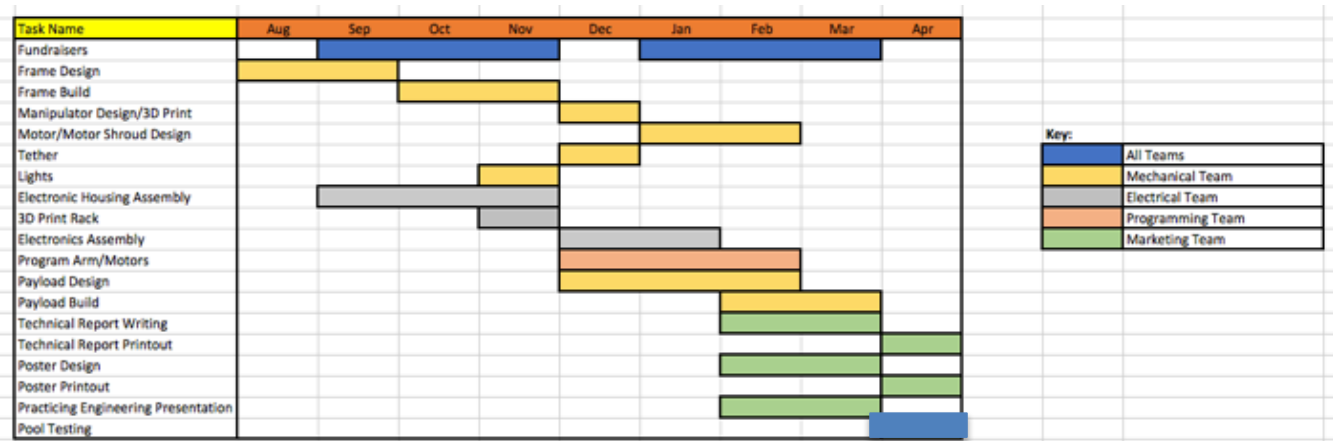 Task Name Aug Sep Oct Nov Dec Jan Feb Mar Apr
Fundraisers
Frame Design
Frame Build
Manipulator Design/3D Print
Motor/Motor Shroud Design
Key:
Tether
All Teams
Lights
Mechanical Team
Electronic Housing Assembly
Electrical Team
3D Print Rack
Programming Team
Electronics Assembly
Marketing Team
Program Arm/Motors
Payload Design
Payload Build
Technical Report Writing
Technical Report Printout
Poster Design
Poster Printout
Practicing Engineering Presentation
Pool Testing